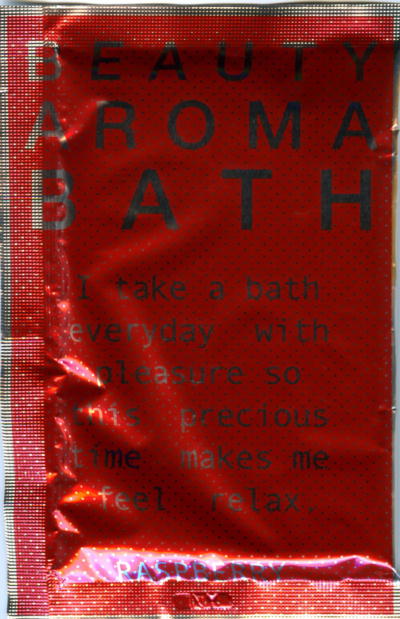 BEAUTY
AROMA
BATH
I take a bath
everyday with
pleasure so
this precious
time makes me
feel relax.
RASPBERRY